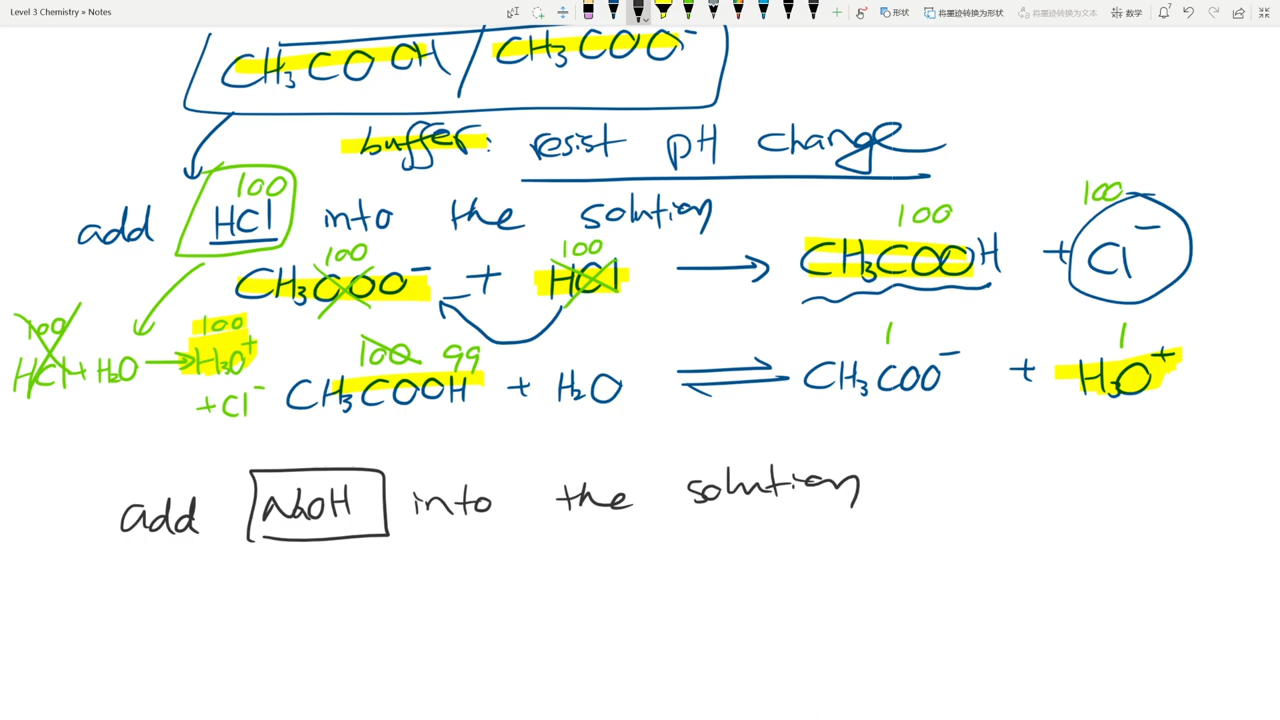 Level 3 Chemistry » Notes
形状 将墨迹转换为形状 将墨迹转换为文本 数学
CH₃COOH / CH₃COO⁻
buffer: resist pH change
100
add HCl into the solution
100 100 100 100
CH₃COO⁻ + HCl → CH₃COOH + Cl⁻
100 100 100 99 1 1
HCl + H₂O → H₃O⁺
+ Cl⁻
CH₃COOH + H₂O ⇌ CH₃COO⁻ + H₃O⁺
add NaOH into the solution